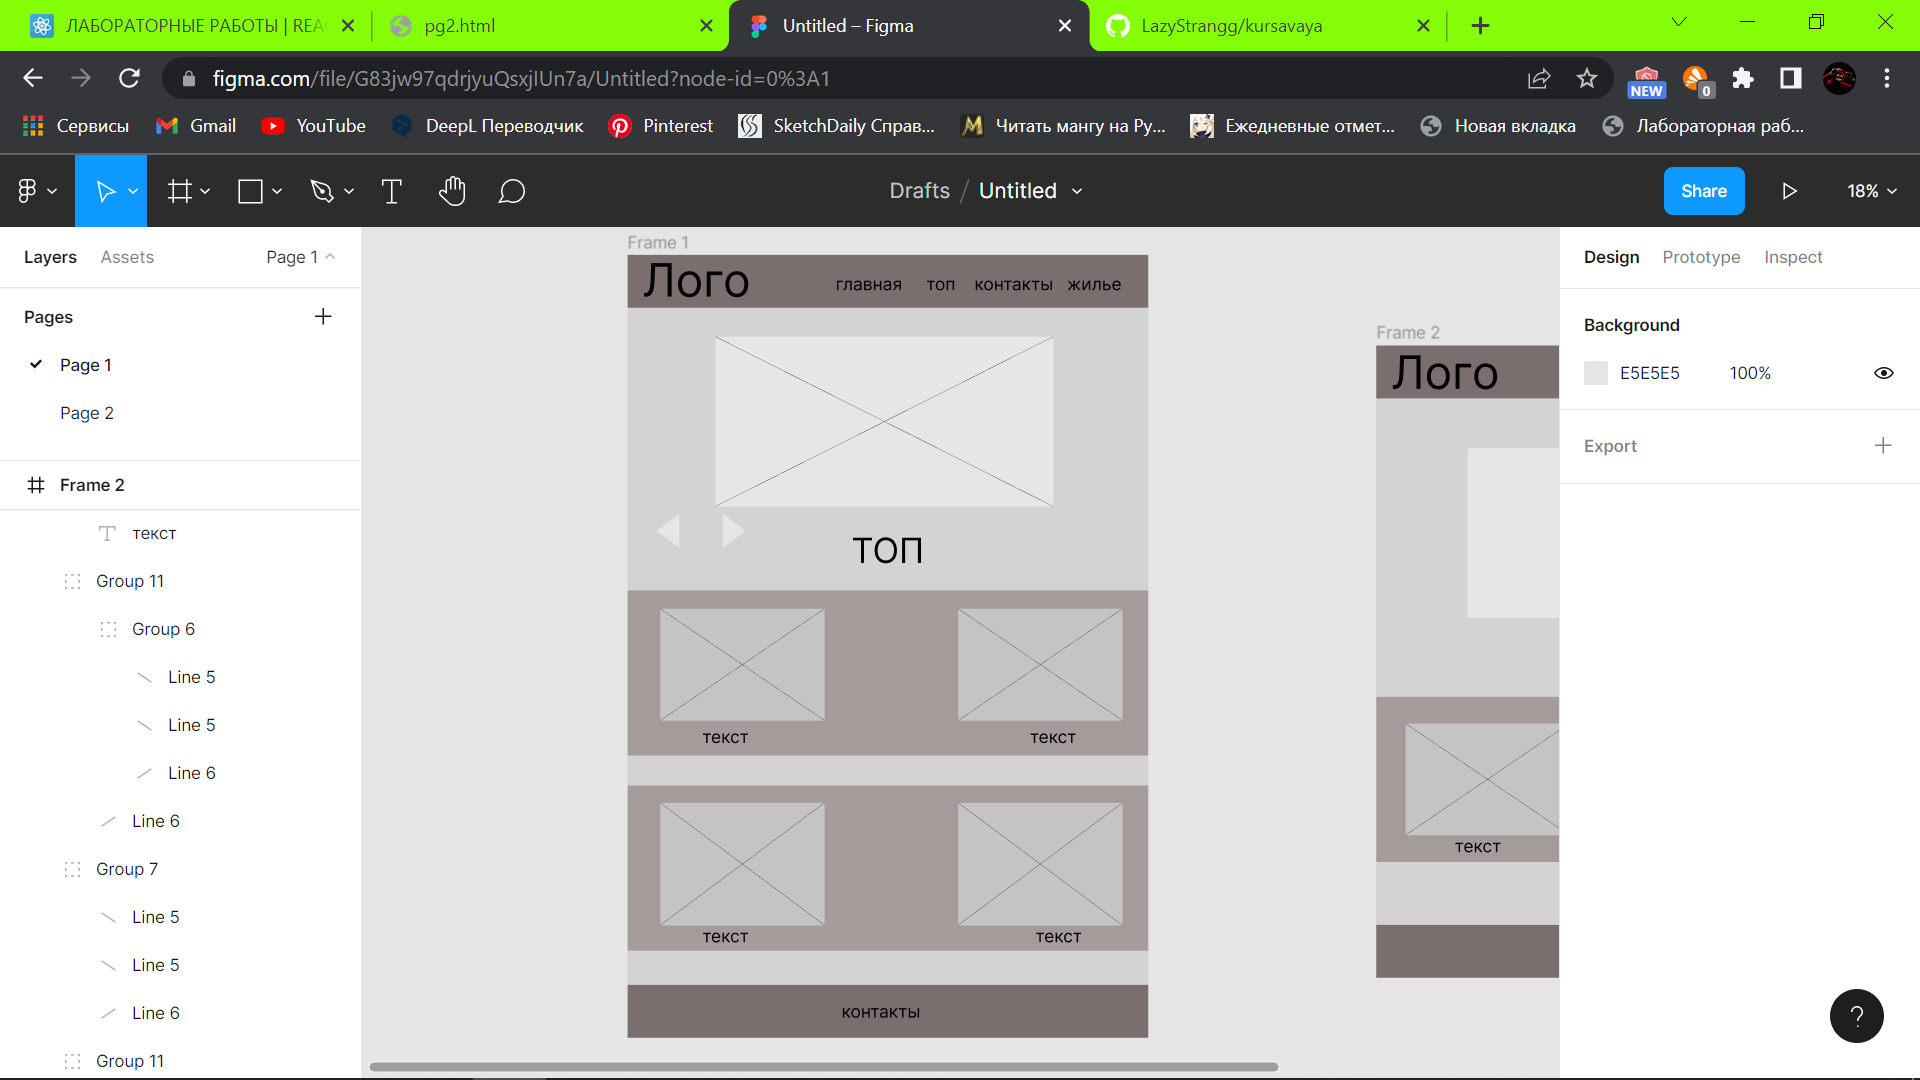 ЛАБОРАТОРНЫЕ РАБОТЫ | REA
pg2.html
Untitled – Figma
LazyStrangg/kursavaya
figma.com/file/G83jw97qdrjyuQsxjIUn7a/Untitled?node-id=0%3A1
NEW
0
Сервисы
Gmail
YouTube
DeepL Переводчик
Pinterest
SketchDaily Справ...
Читать мангу на Ру...
Ежедневные отмет...
Новая вкладка
Лабораторная раб...
Drafts / Untitled
Share
18%
Layers
Assets
Page 1
Pages
Page 1
Page 2
Frame 2
текст
Group 11
Group 6
Line 5
Line 5
Line 6
Line 6
Group 7
Line 5
Line 5
Line 6
Group 11
Frame 1
Лого
главная
топ
контакты
жилье
ТОП
текст
текст
текст
текст
контакты
Frame 2
Лого
текст
Design
Prototype
Inspect
Background
E5E5E5
100%
Export
?